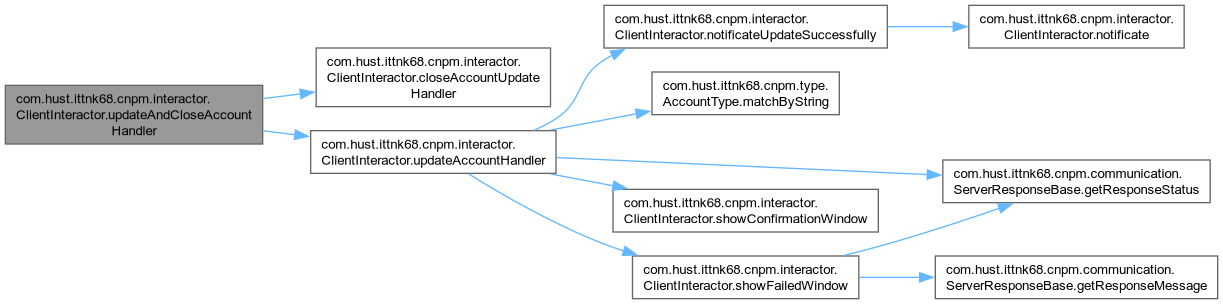 com.hust.ittnk68.cnpm.interactor.
ClientInteractor.updateAndCloseAccount
Handler
com.hust.ittnk68.cnpm.interactor.
ClientInteractor.closeAccountUpdate
Handler
com.hust.ittnk68.cnpm.interactor.
ClientInteractor.updateAccountHandler
com.hust.ittnk68.cnpm.interactor.
ClientInteractor.notificateUpdateSuccessfully
com.hust.ittnk68.cnpm.interactor.
ClientInteractor.notificate
com.hust.ittnk68.cnpm.type.
AccountType.matchByString
com.hust.ittnk68.cnpm.communication.
ServerResponseBase.getResponseStatus
com.hust.ittnk68.cnpm.interactor.
ClientInteractor.showConfirmationWindow
com.hust.ittnk68.cnpm.interactor.
ClientInteractor.showFailedWindow
com.hust.ittnk68.cnpm.communication.
ServerResponseBase.getResponseMessage